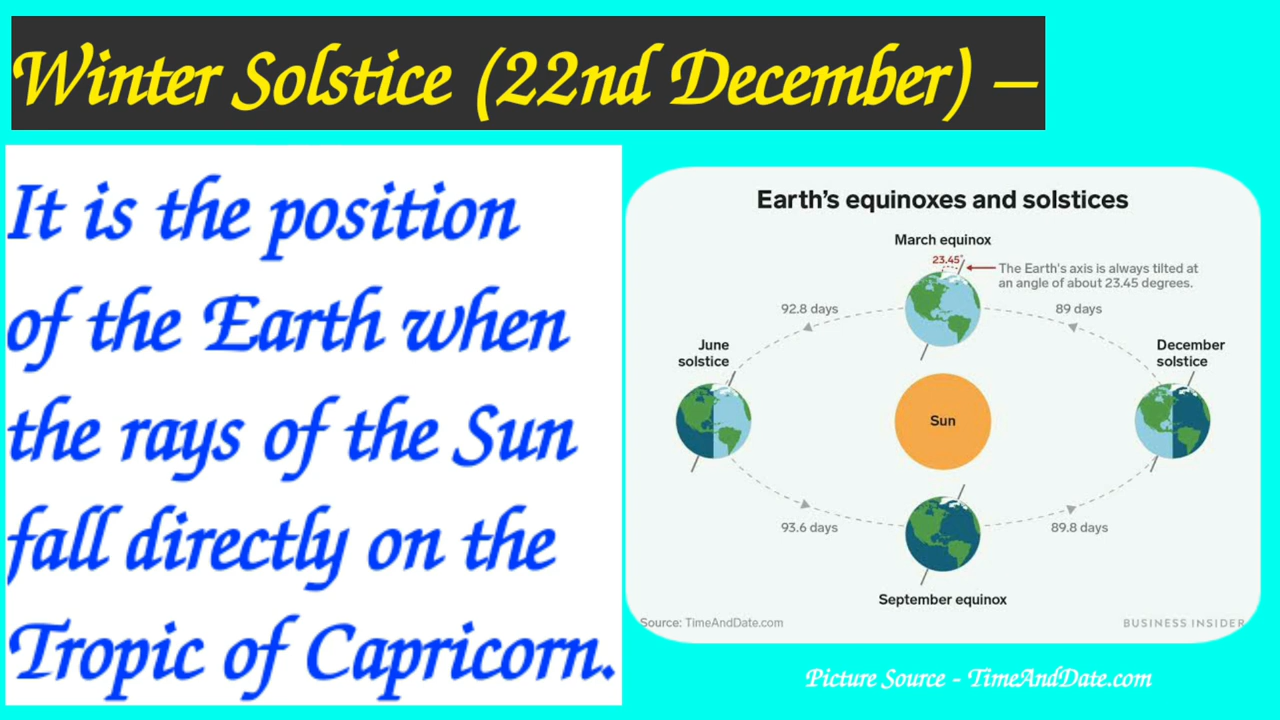 Winter Solstice (22nd December) –
It is the position
of the Earth when
the rays of the Sun
fall directly on the
Tropic of Capricorn.
Earth's equinoxes and solstices
March equinox
23.45°
The Earth's axis is always tilted at
an angle of about 23.45 degrees.
92.8 days
89 days
June
solstice
December
solstice
Sun
93.6 days
89.8 days
September equinox
Source: TimeAndDate.com
BUSINESS INSIDER
Picture Source - TimeAndDate.com